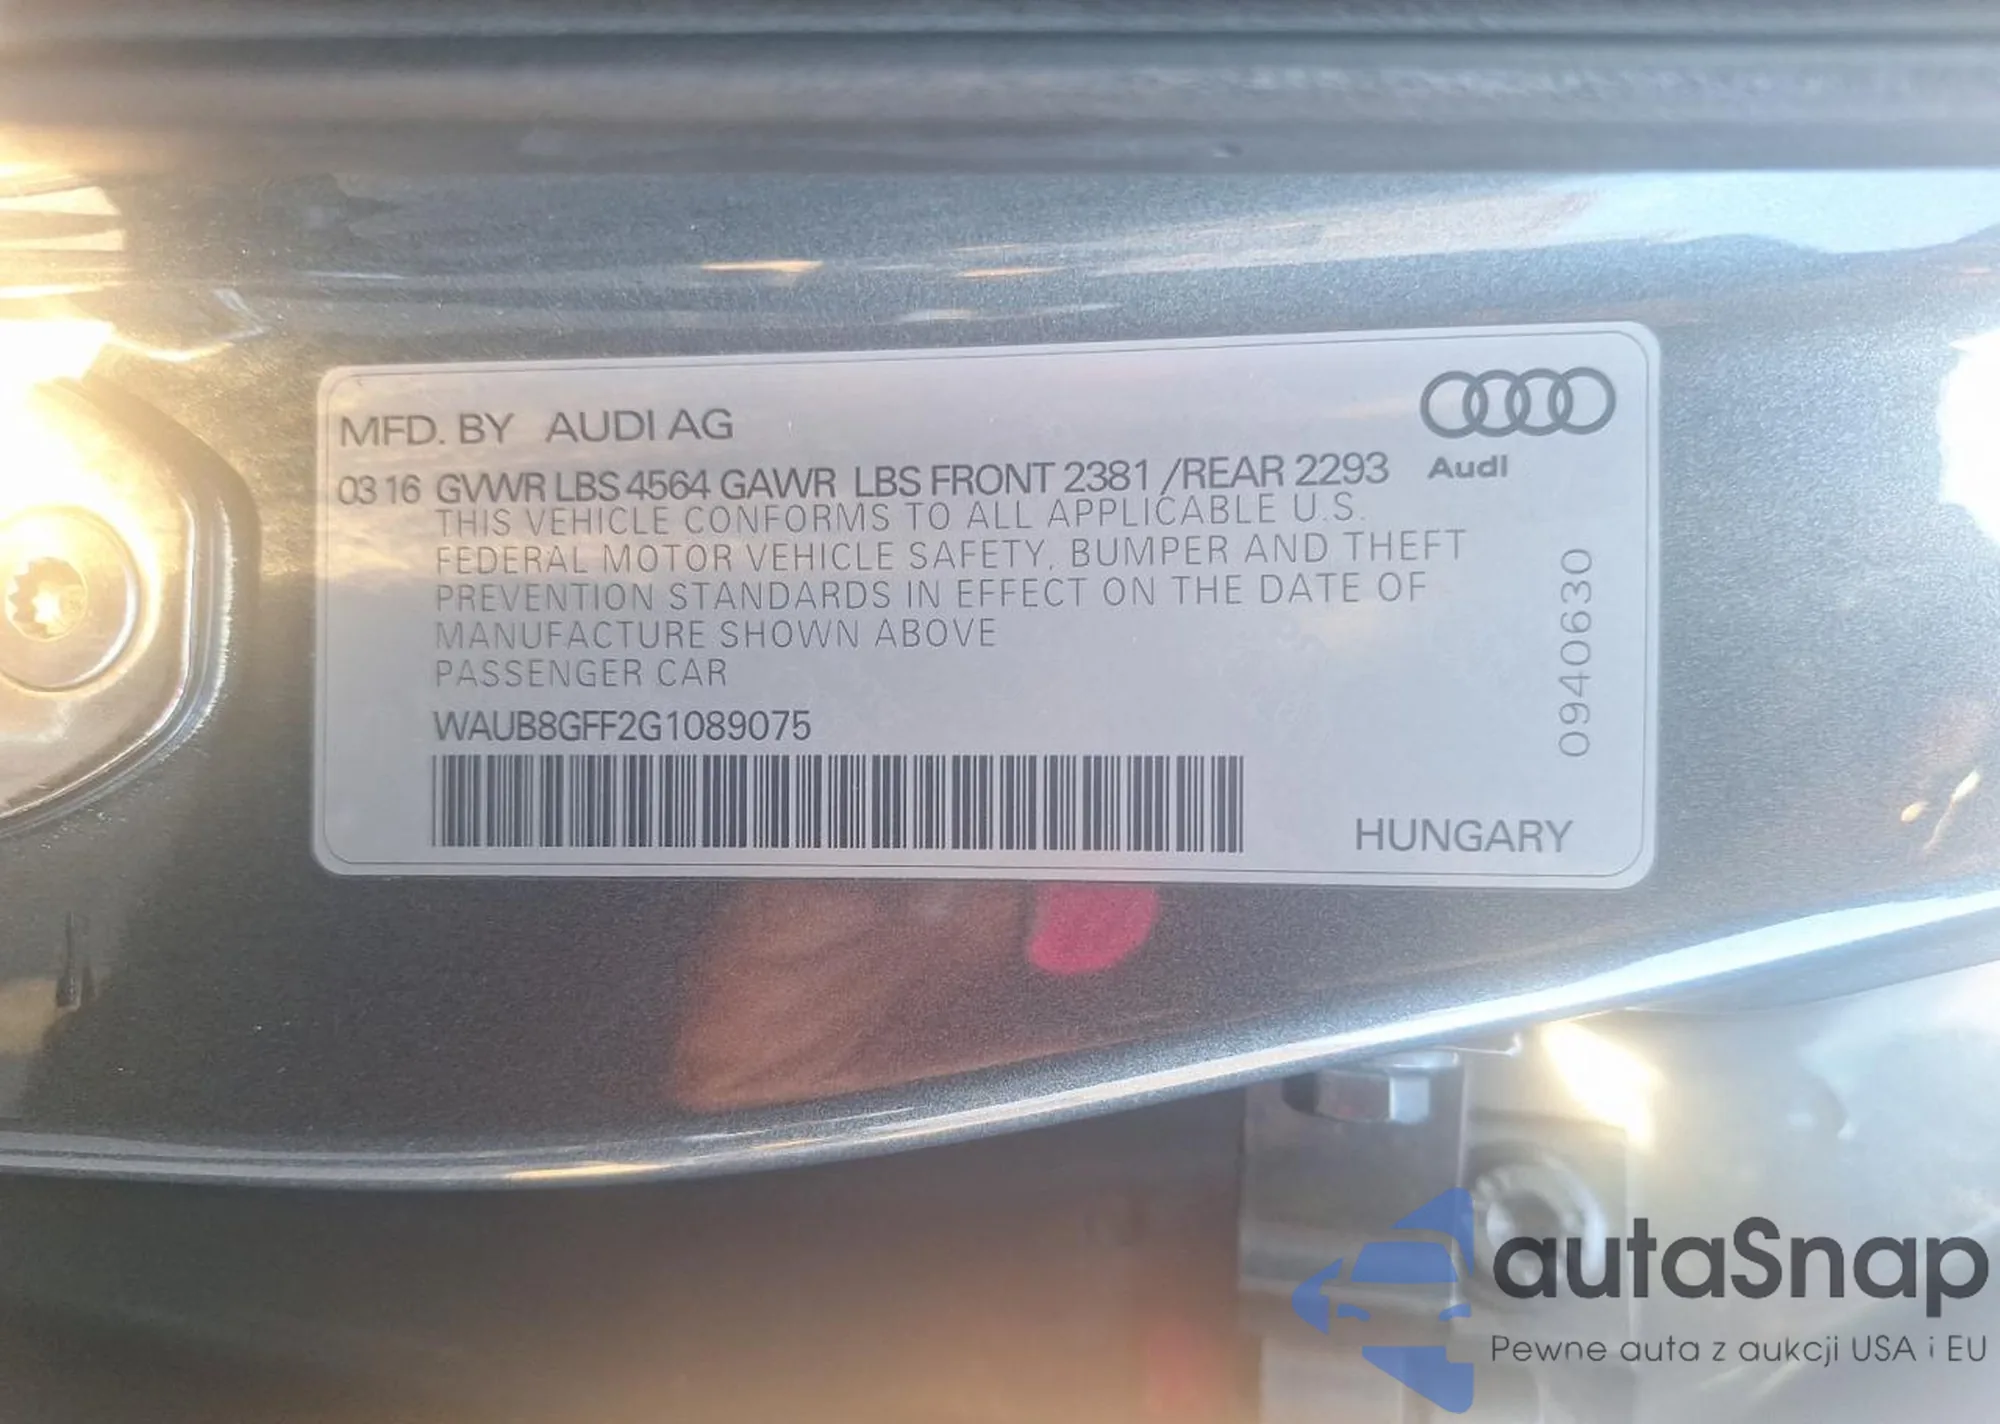 MFD. BY AUDI AG
Audi
03 16 GVWR LBS 4564 GAWR LBS FRONT 2381 /REAR 2293
THIS VEHICLE CONFORMS TO ALL APPLICABLE U.S.
FEDERAL MOTOR VEHICLE SAFETY, BUMPER AND THEFT
PREVENTION STANDARDS IN EFFECT ON THE DATE OF
MANUFACTURE SHOWN ABOVE
PASSENGER CAR
WAUB8GFF2G1089075
HUNGARY
09406630
autaSnap
Pewne auta z aukcji USA i EU